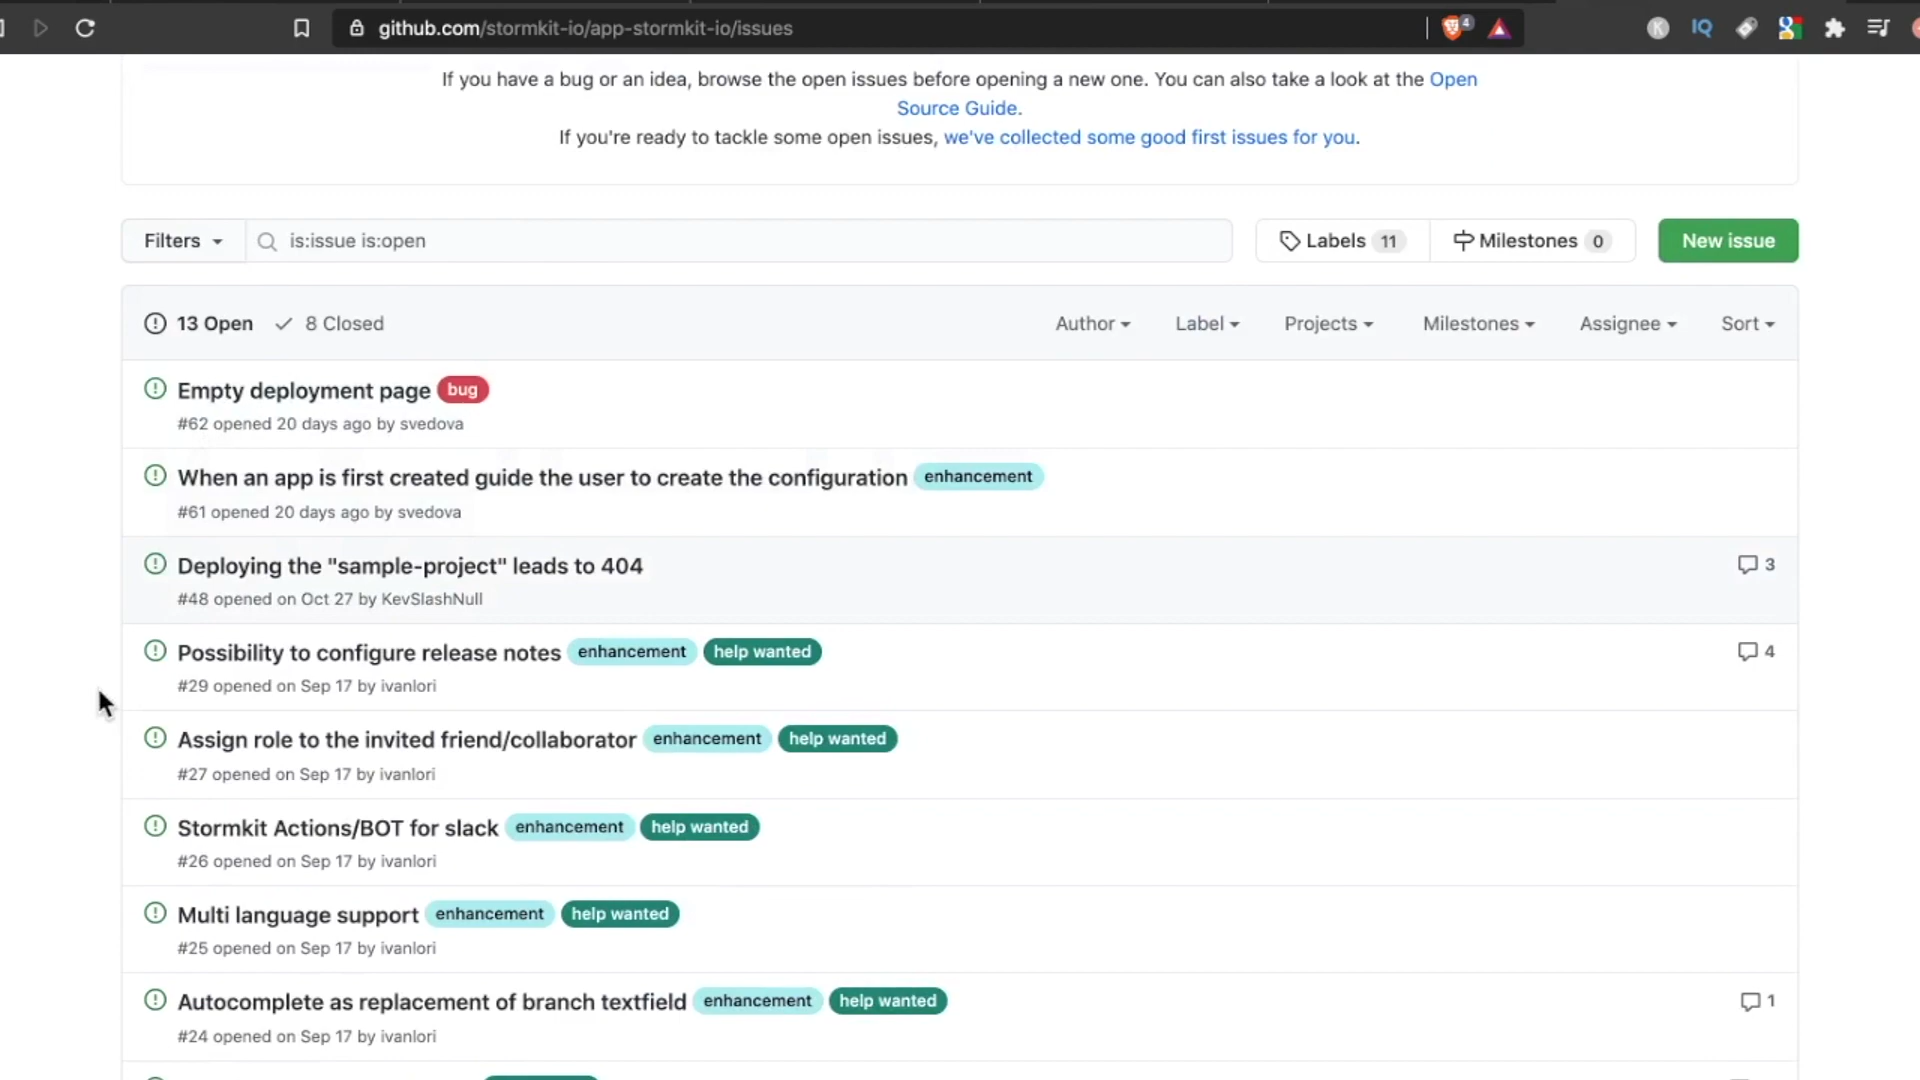 github.com/stormkit-io/app-stormkit-io/issues
4
K
IQ
If you have a bug or an idea, browse the open issues before opening a new one. You can also take a look at the Open
Source Guide.
If you're ready to tackle some open issues, we've collected some good first issues for you.
Filters
is:issue is:open
Labels 11
Milestones 0
New issue
13 Open
8 Closed
Author
Label
Projects
Milestones
Assignee
Sort
Empty deployment page bug
#62 opened 20 days ago by svedova
When an app is first created guide the user to create the configuration enhancement
#61 opened 20 days ago by svedova
Deploying the "sample-project" leads to 404
3
#48 opened on Oct 27 by KevSlashNull
Possibility to configure release notes enhancement help wanted
4
#29 opened on Sep 17 by ivanlori
Assign role to the invited friend/collaborator enhancement help wanted
#27 opened on Sep 17 by ivanlori
Stormkit Actions/BOT for slack enhancement help wanted
#26 opened on Sep 17 by ivanlori
Multi language support enhancement help wanted
#25 opened on Sep 17 by ivanlori
Autocomplete as replacement of branch textfield enhancement help wanted
1
#24 opened on Sep 17 by ivanlori